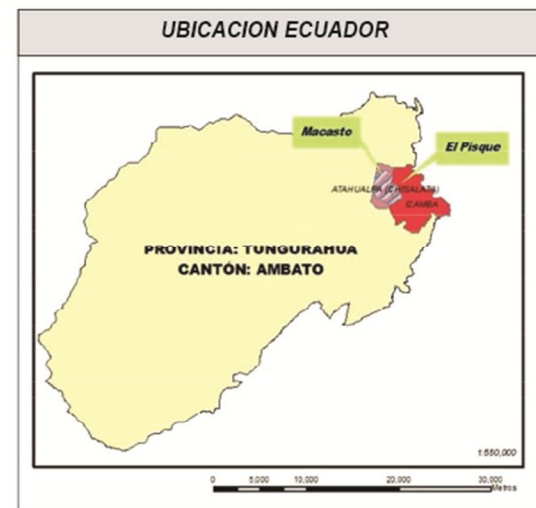 UBICACION ECUADOR
Macasto
El Pisque
ATAHUALPA (CHISALATA)
IZAMBA
PROVINCIA: TUNGURAHUA
CANTÓN: AMBATO
1:550,000
0 5,000 10,000 20,000 30,000
Metros